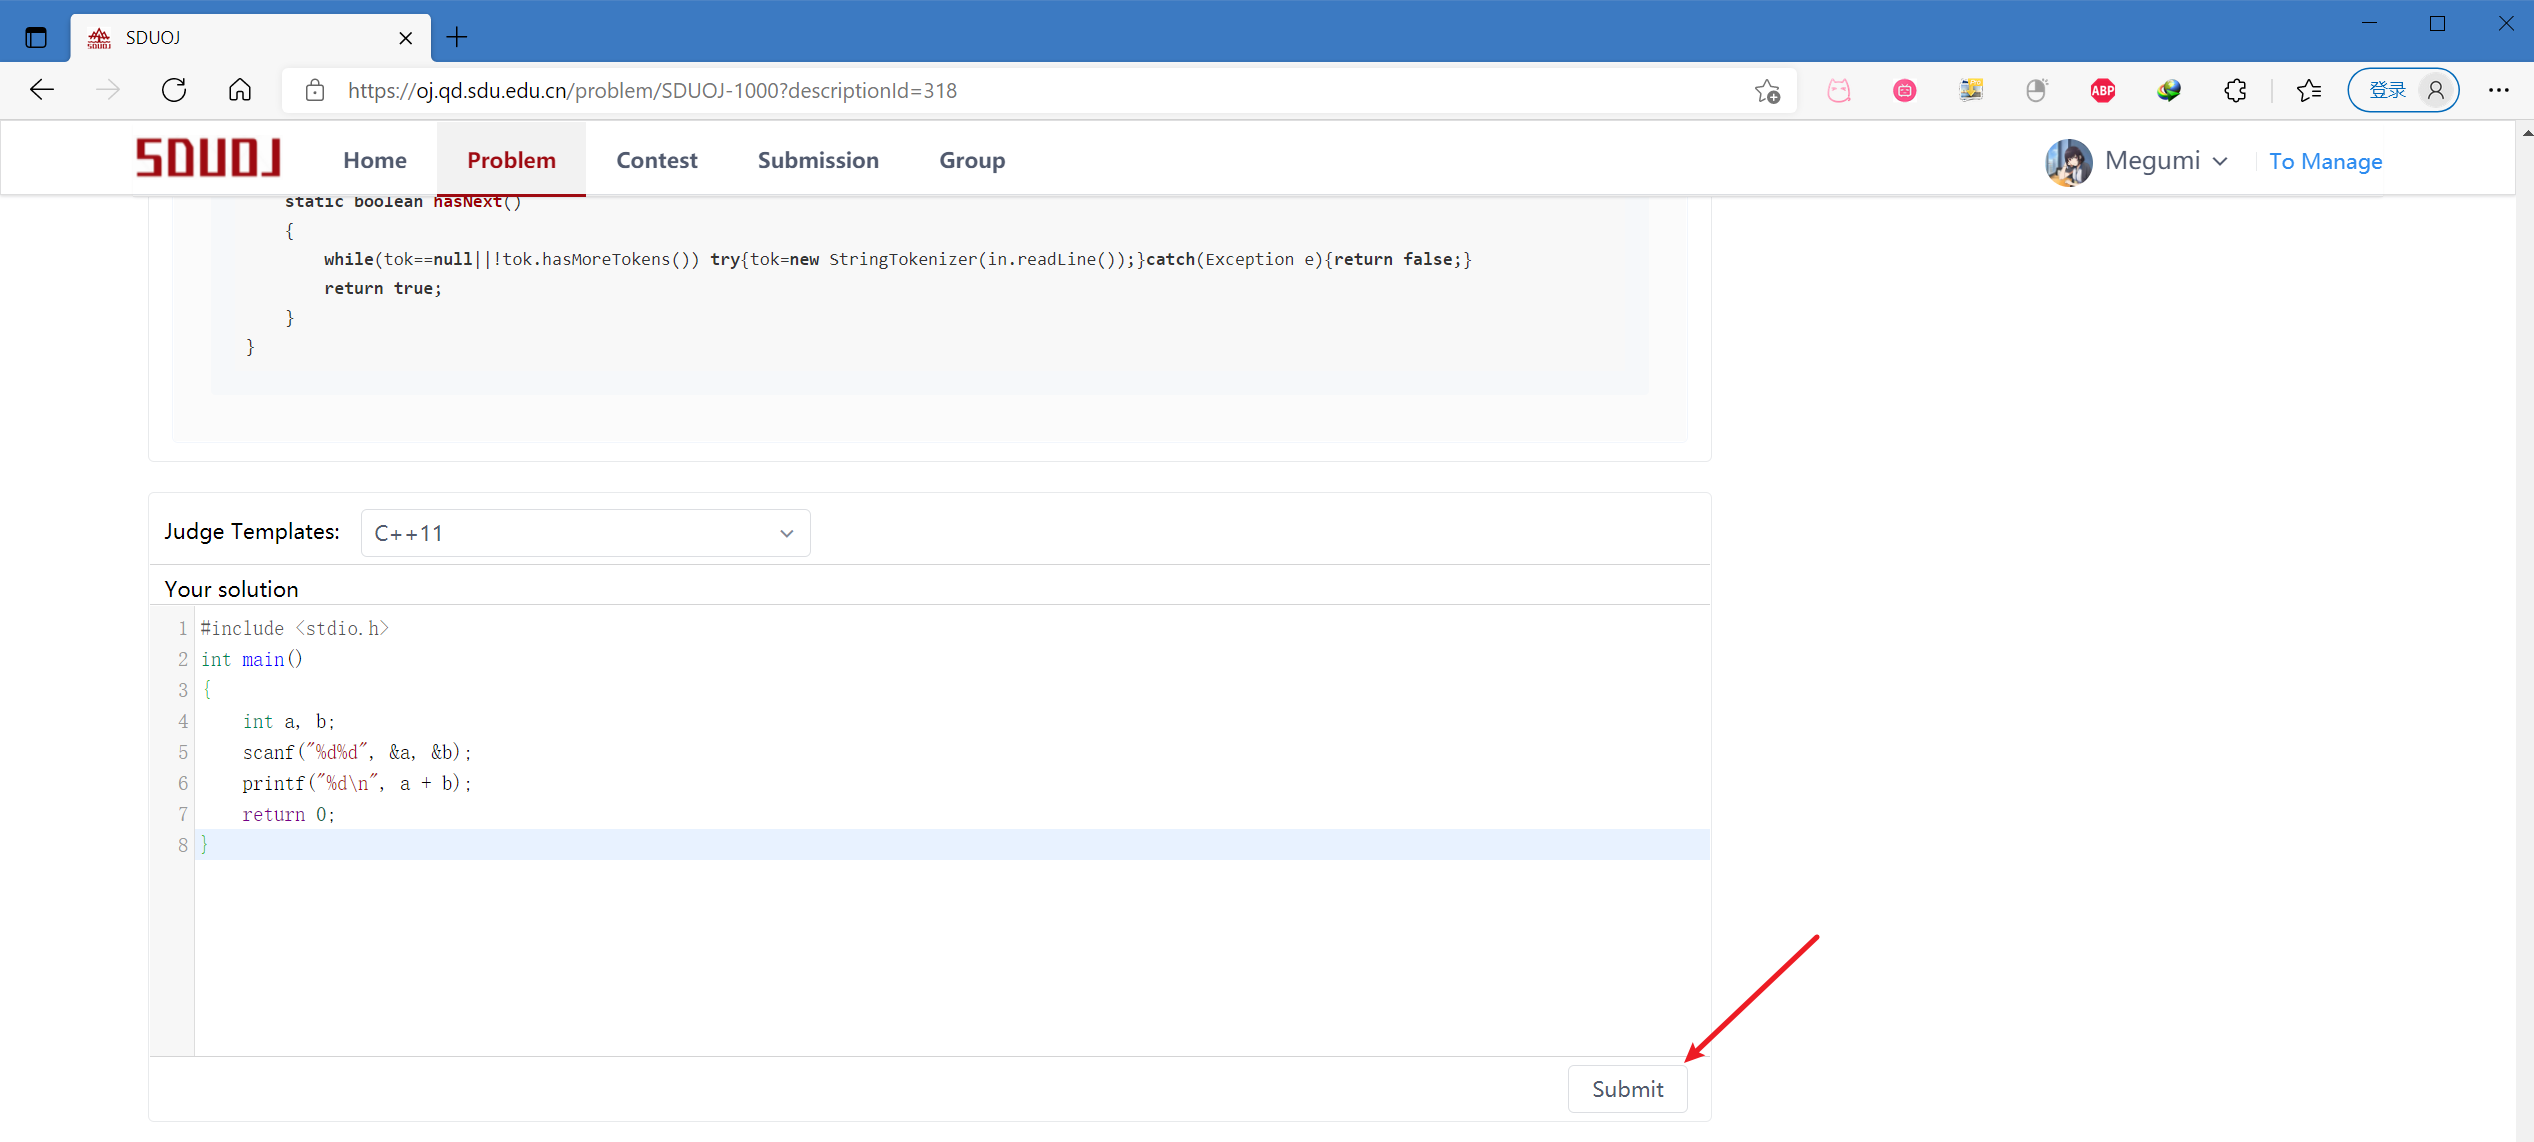 SDUOJ
https://oj.qd.sdu.edu.cn/problem/SDUOJ-1000?descriptionId=318
ABP
登录
SDUOJ
Home
Problem
Contest
Submission
Group
Megumi
To Manage
static boolean hasNext()
{
while(tok==null||!tok.hasMoreTokens()) try{tok=new StringTokenizer(in.readLine());}catch(Exception e){return false;}
return true;
}
}
Judge Templates:
C++11
Your solution
1 #include <stdio.h>
2 int main()
3 {
4 int a, b;
5 scanf("%d%d", &a, &b);
6 printf("%d\n", a + b);
7 return 0;
8 }
Submit